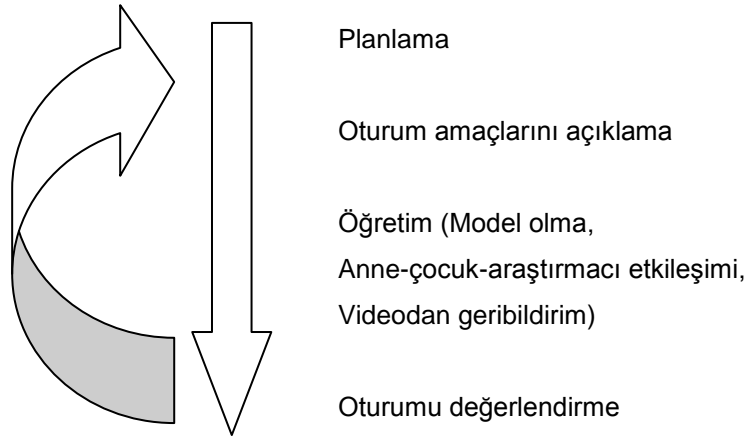 Planlama
Oturum amaçlarını açıklama
Öğretim (Model olma,
Anne-çocuk-araştırmacı etkileşimi,
Videodan geribildirim)
Oturumu değerlendirme